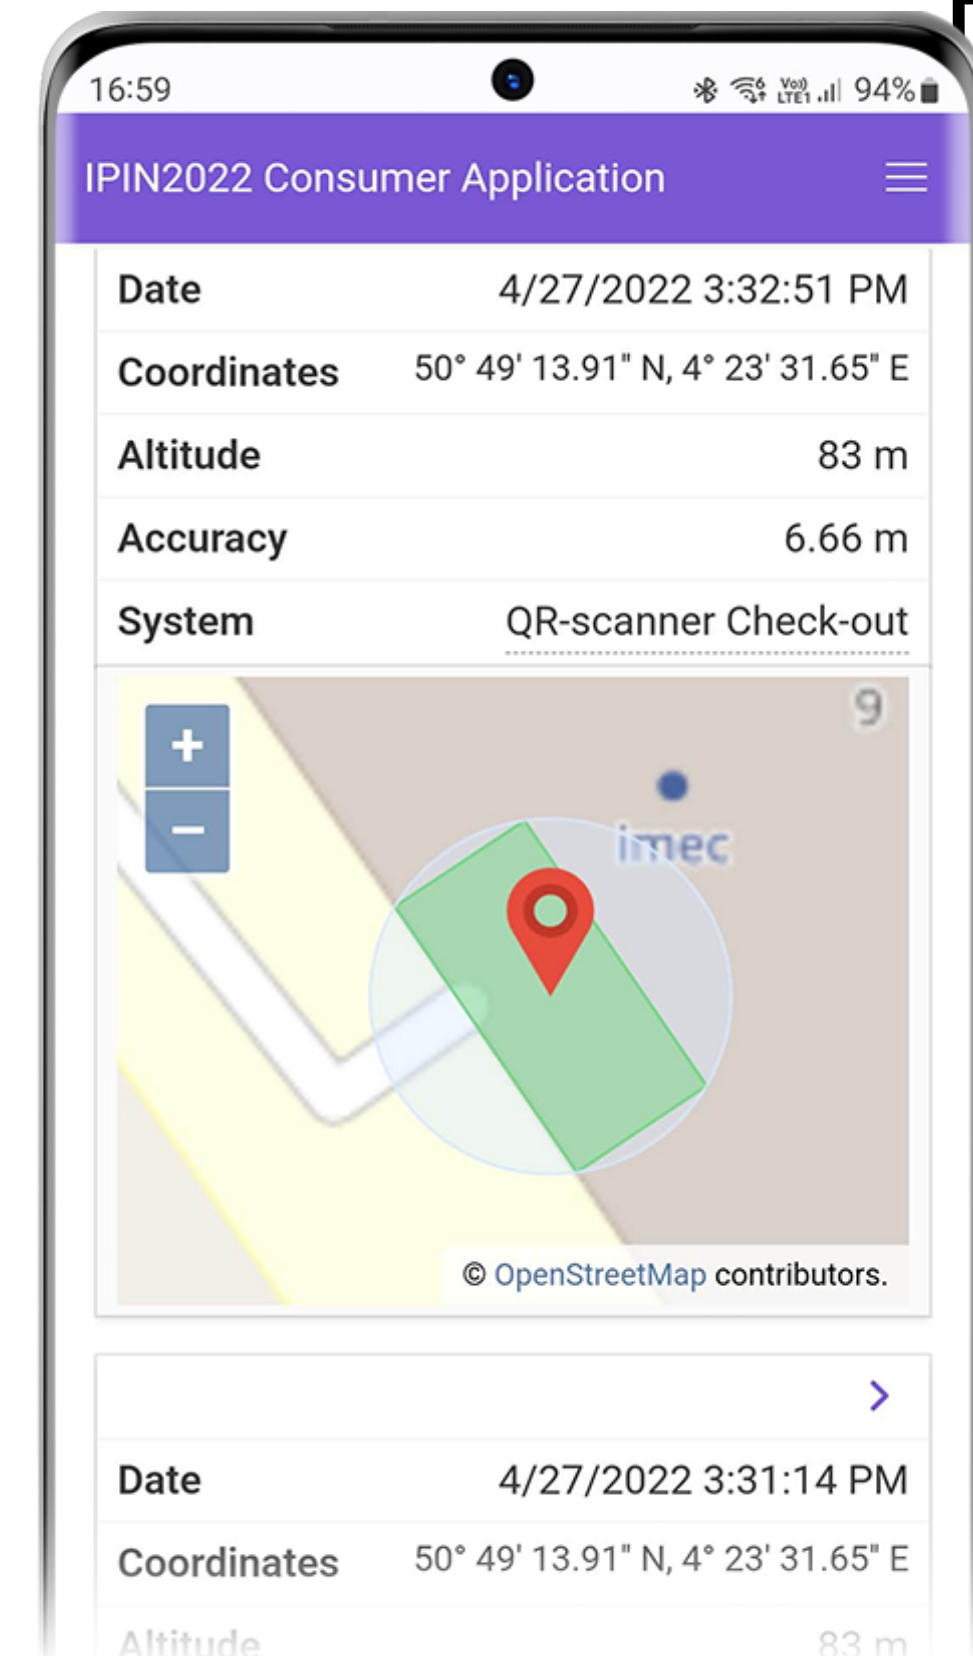 16:59 Vo)) LTE1 94%
IPIN2022 Consumer Application
Date 4/27/2022 3:32:51 PM
Coordinates 50° 49' 13.91" N, 4° 23' 31.65" E
Altitude 83 m
Accuracy 6.66 m
System QR-scanner Check-out
+
9
−
imec
© OpenStreetMap contributors.
Date 4/27/2022 3:31:14 PM
Coordinates 50° 49' 13.91" N, 4° 23' 31.65" E
Altitude 83 m